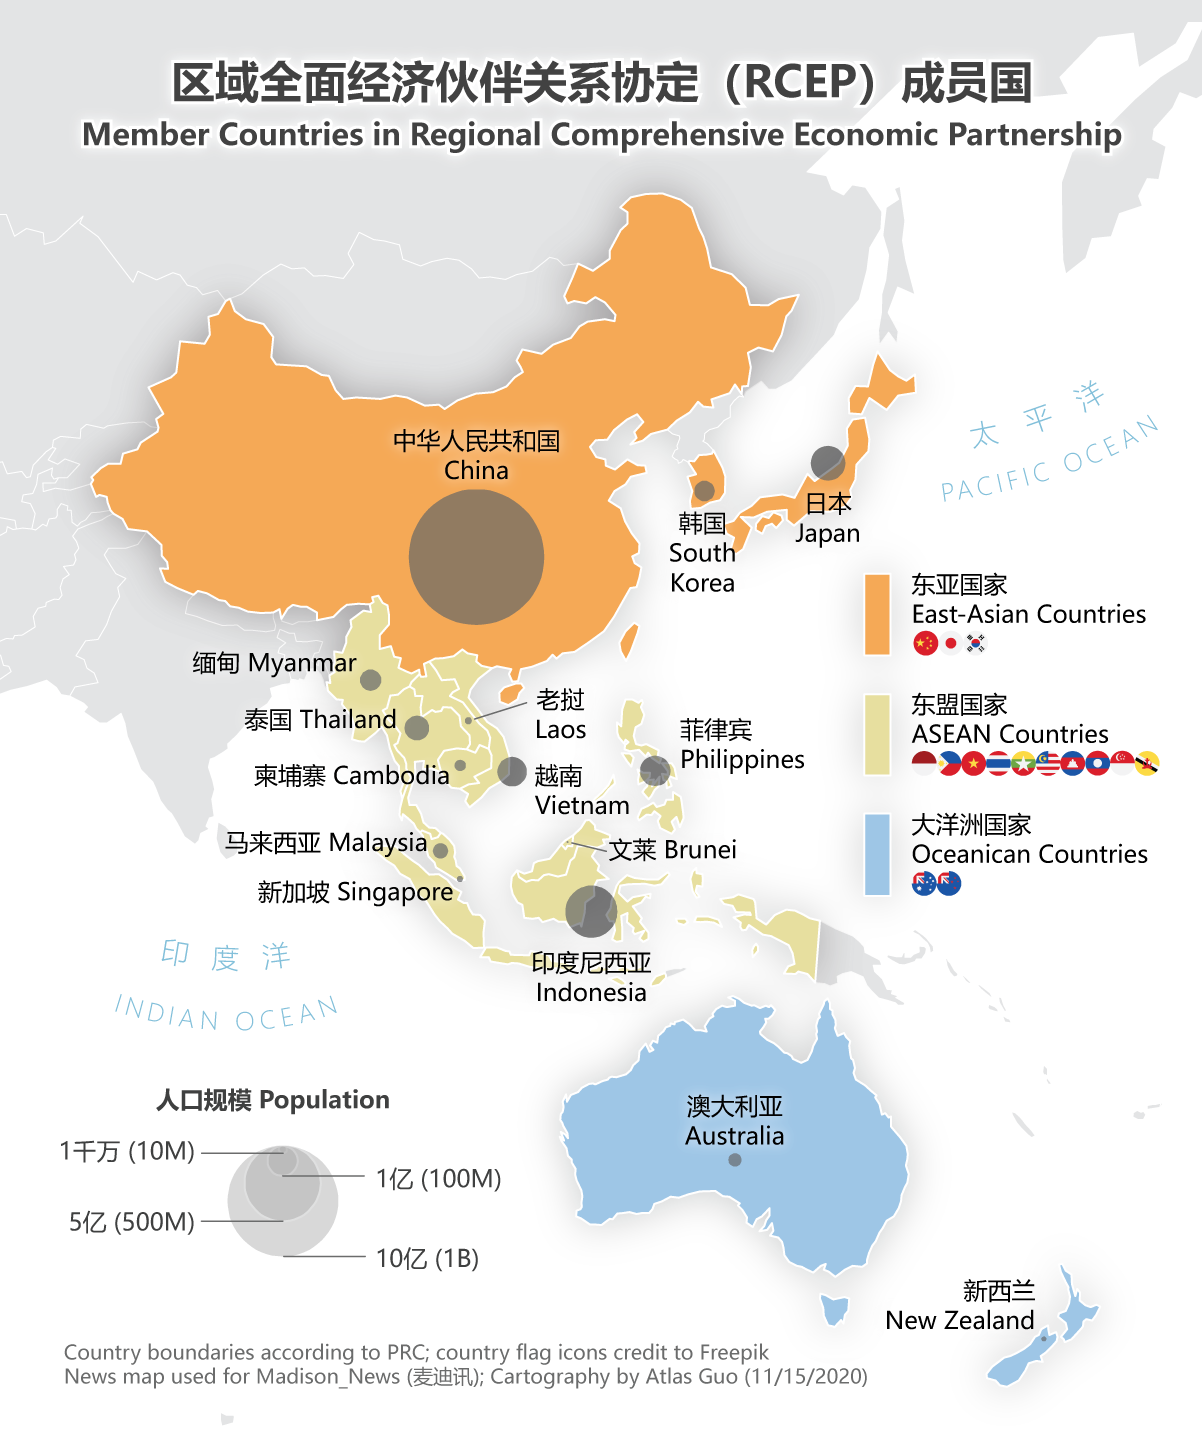 区域全面经济伙伴关系协定（RCEP）成员国
Member Countries in Regional Comprehensive Economic Partnership
中华人民共和国
China
韩国
South
Korea
日本
Japan
太平洋
PACIFIC OCEAN
东亚国家
East-Asian Countries
缅甸 Myanmar
泰国 Thailand
老挝
Laos
菲律宾
Philippines
东盟国家
ASEAN Countries
柬埔寨 Cambodia
越南
Vietnam
马来西亚 Malaysia
文莱 Brunei
新加坡 Singapore
大洋洲国家
Oceanican Countries
印度洋
INDIAN OCEAN
印度尼西亚
Indonesia
澳大利亚
Australia
人口规模 Population
1千万 (10M)
1亿 (100M)
5亿 (500M)
10亿 (1B)
新西兰
New Zealand
Country boundaries according to PRC; country flag icons credit to Freepik
News map used for Madison_News (麦迪讯); Cartography by Atlas Guo (11/15/2020)